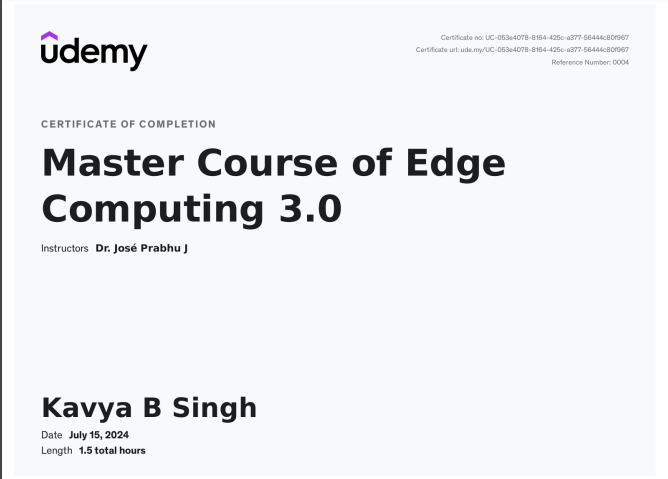 udemy
Certificate no: UC-053e4078-8164-425c-a377-56444c80f967
Certificate url: ude.my/UC-053e4078-8164-425c-a377-56444c80f967
Reference Number: 0004
CERTIFICATE OF COMPLETION
Master Course of Edge
Computing 3.0
Instructors Dr. José Prabhu J
Kavya B Singh
Date July 15, 2024
Length 1.5 total hours